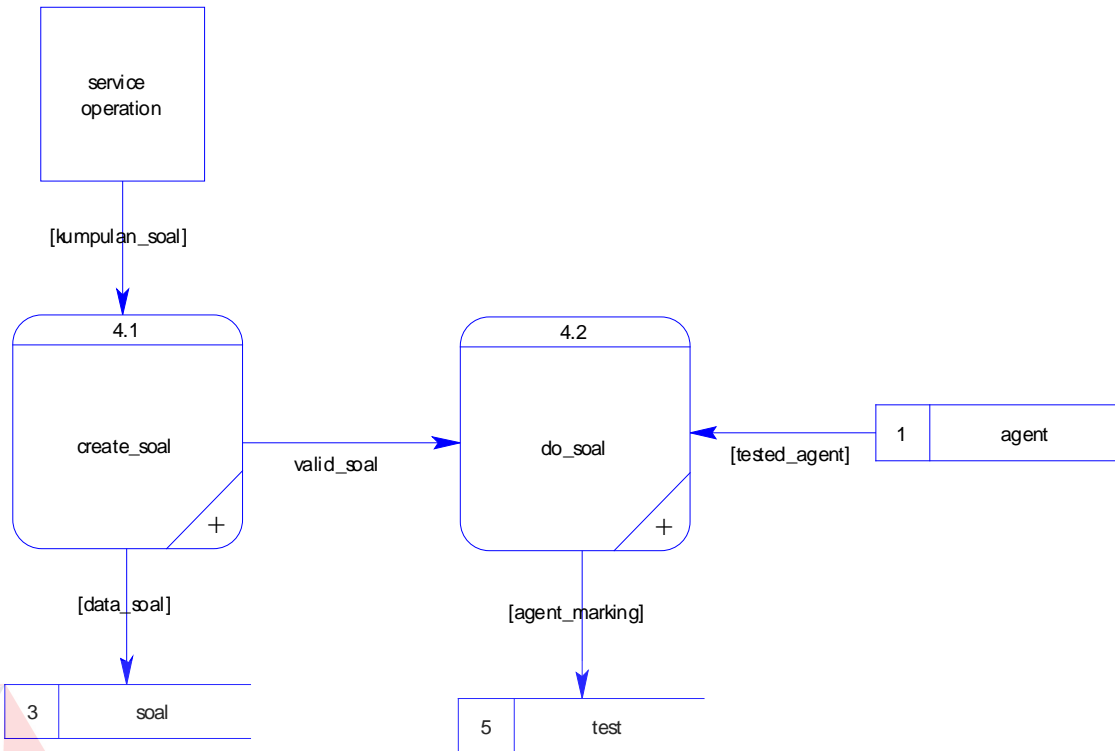 service
operation
[kumpulan_soal]
4.1
create_soal
+
valid_soal
4.2
do_soal
+
[tested_agent]
1
agent
[data_soal]
[agent_marking]
3
soal
5
test